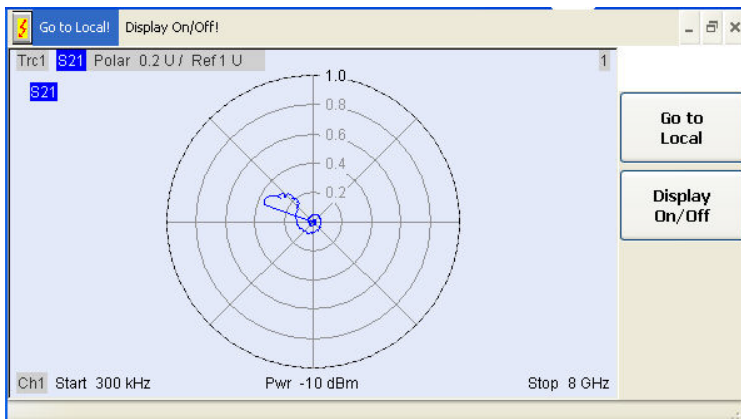 Go to Local! Display On/Off!
Trc1 S21 Polar 0.2 U / Ref 1 U 1
S21
1.0
0.8
0.6
0.4
0.2
Go to
Local
Display
On/Off
Ch1 Start 300 kHz Pwr -10 dBm Stop 8 GHz